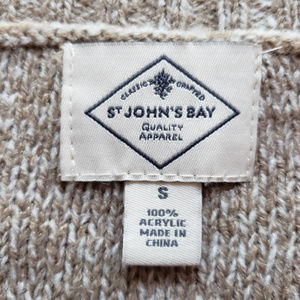 CLASSIC CRAFTED
ST JOHN'S BAY
QUALITY
APPAREL
S
100%
ACRYLIC
MADE IN
CHINA